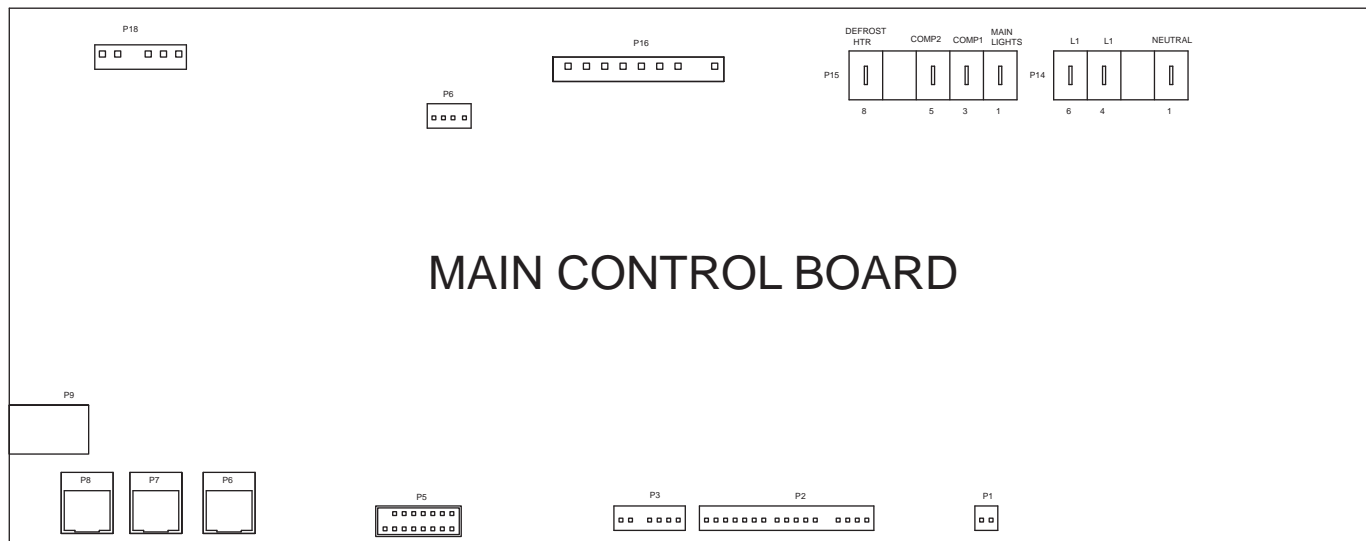 P18
P6
P16
DEFROST
HTR
COMP2
COMP1
MAIN
LIGHTS
P15
8
5
3
1
L1
L1
NEUTRAL
P14
6
4
1
MAIN CONTROL BOARD
P9
P8
P7
P6
P5
P3
P2
P1